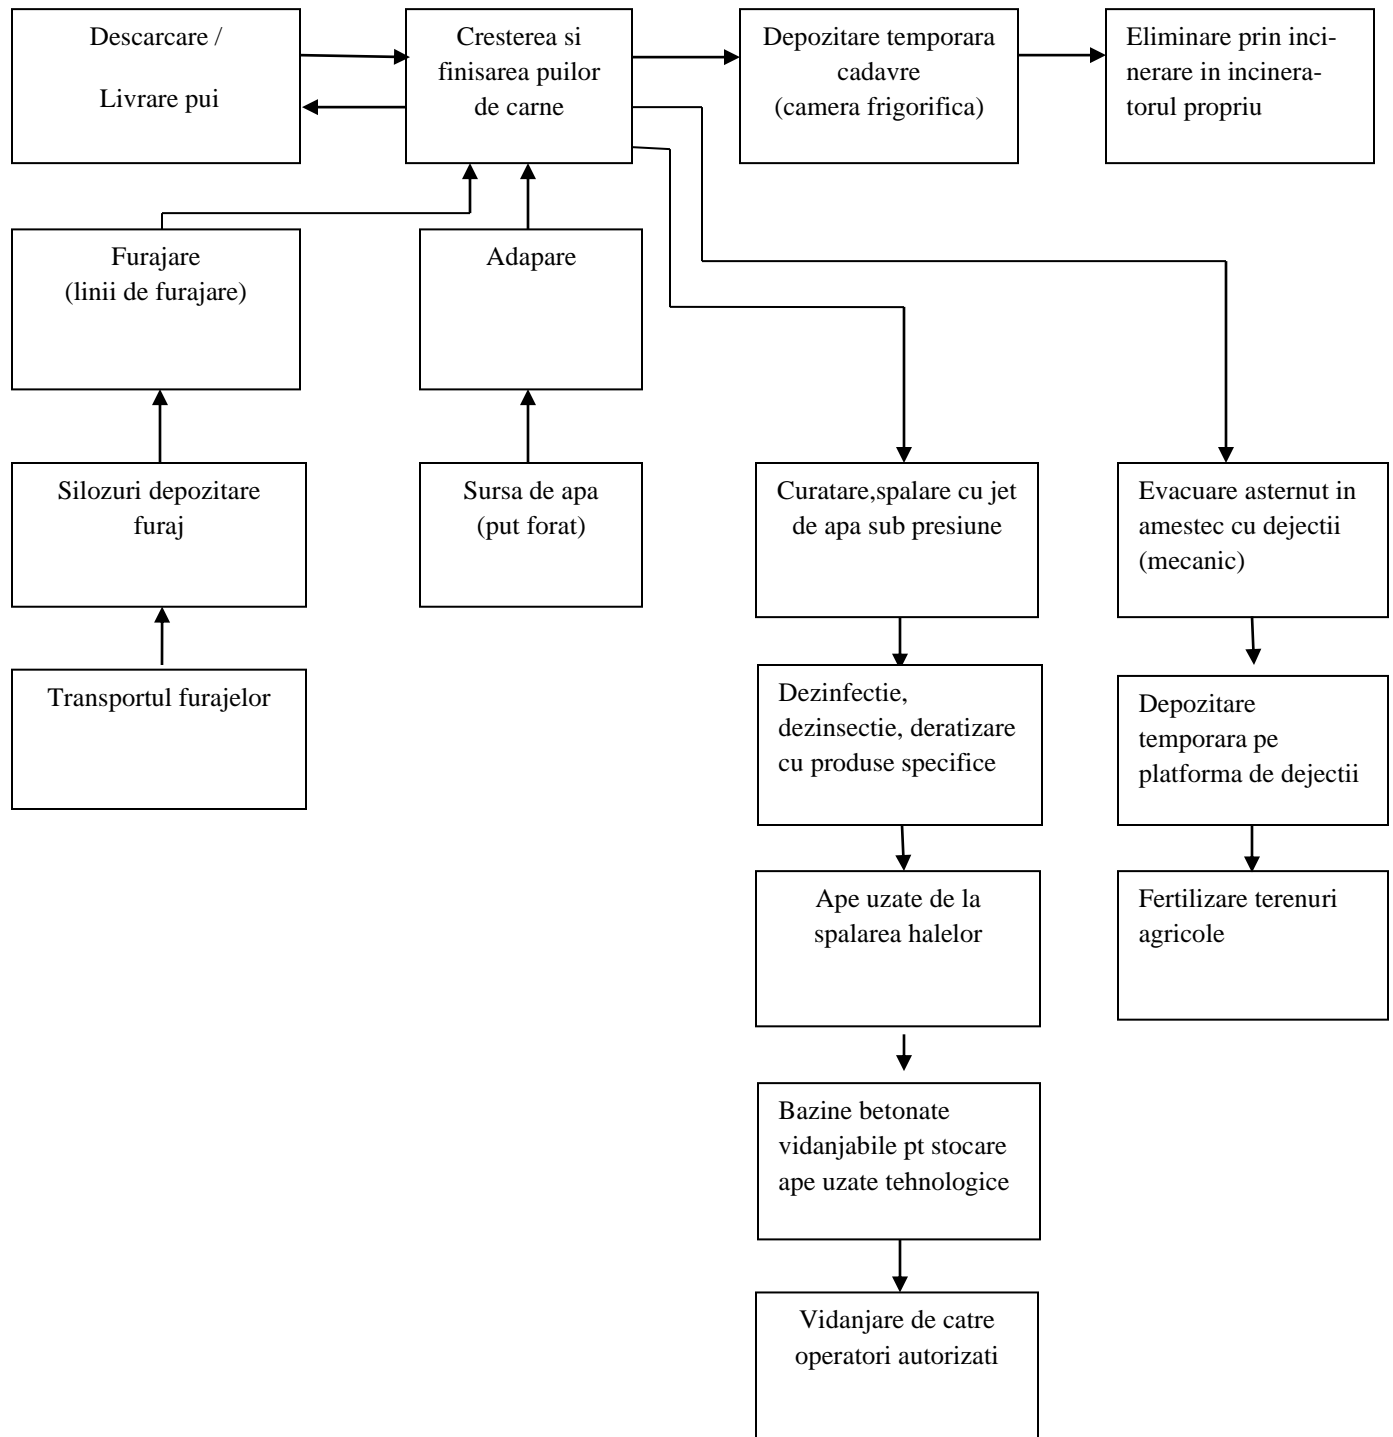 Descarcare /
Livrare pui
Cresterea si
finisarea puilor
de carne
Depozitare temporara
cadavre
(camera frigorifica)
Eliminare prin inci-
nerare in incinera-
torul propriu
Furajare
(linii de furajare)
Adapare
Silozuri depozitare
furaj
Sursa de apa
(put forat)
Curatare,spalare cu jet
de apa sub presiune
Evacuare asternut in
amestec cu dejectii
(mecanic)
Transportul furajelor
Dezinfectie,
dezinsectie, deratizare
cu produse specifice
Depozitare
temporara pe
platforma de dejectii
Ape uzate de la
spalarea halelor
Fertilizare terenuri
agricole
Bazine betonate
vidanjabile pt stocare
ape uzate tehnologice
Vidanjare de catre
operatori autorizati